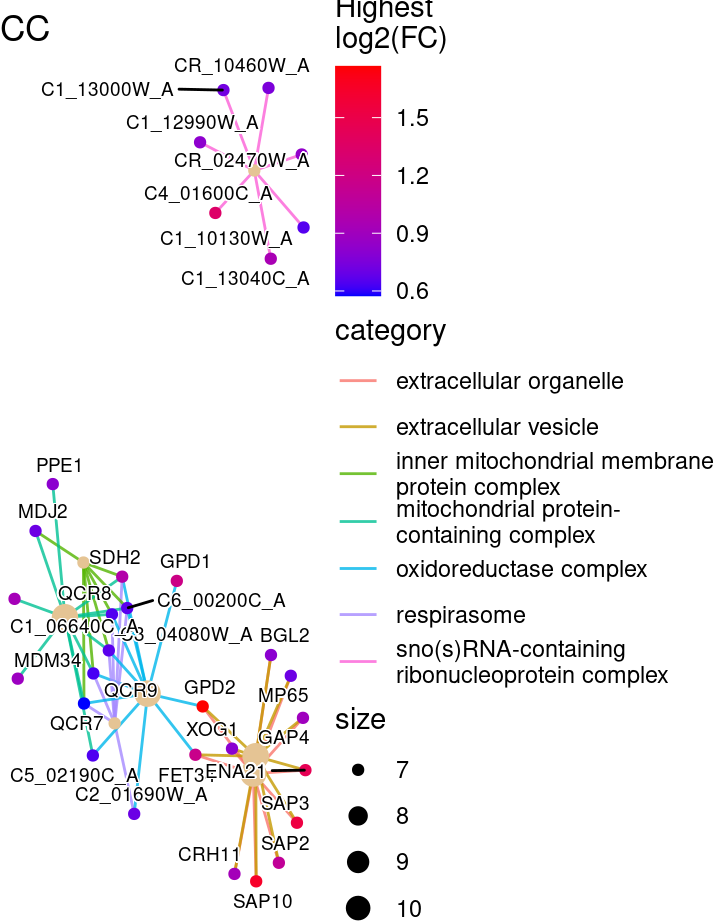 CC
Highest
log2(FC)
CR_10460W_A
C1_13000W_A
C1_12990W_A
CR_02470W_A
C4_01600C_A
C1_10130W_A
C1_13040C_A
1.5
1.2
0.9
0.6
category
extracellular organelle
extracellular vesicle
inner mitochondrial membrane
protein complex
mitochondrial protein-
containing complex
oxidoreductase complex
respirasome
sno(s)RNA-containing
ribonucleoprotein complex
size
7
8
9
10
PPE1
MDJ2
SDH2
GPD1
QCR8
C6_00200C_A
C1_06640C_A
C3_04080W_A
BGL2
MDM34
QCR9
GPD2
MP65
QCR7
XOG1
GAP4
C5_02190C_A
ENA21
C2_01690W_A
SAP3
SAP2
CRH11
SAP10